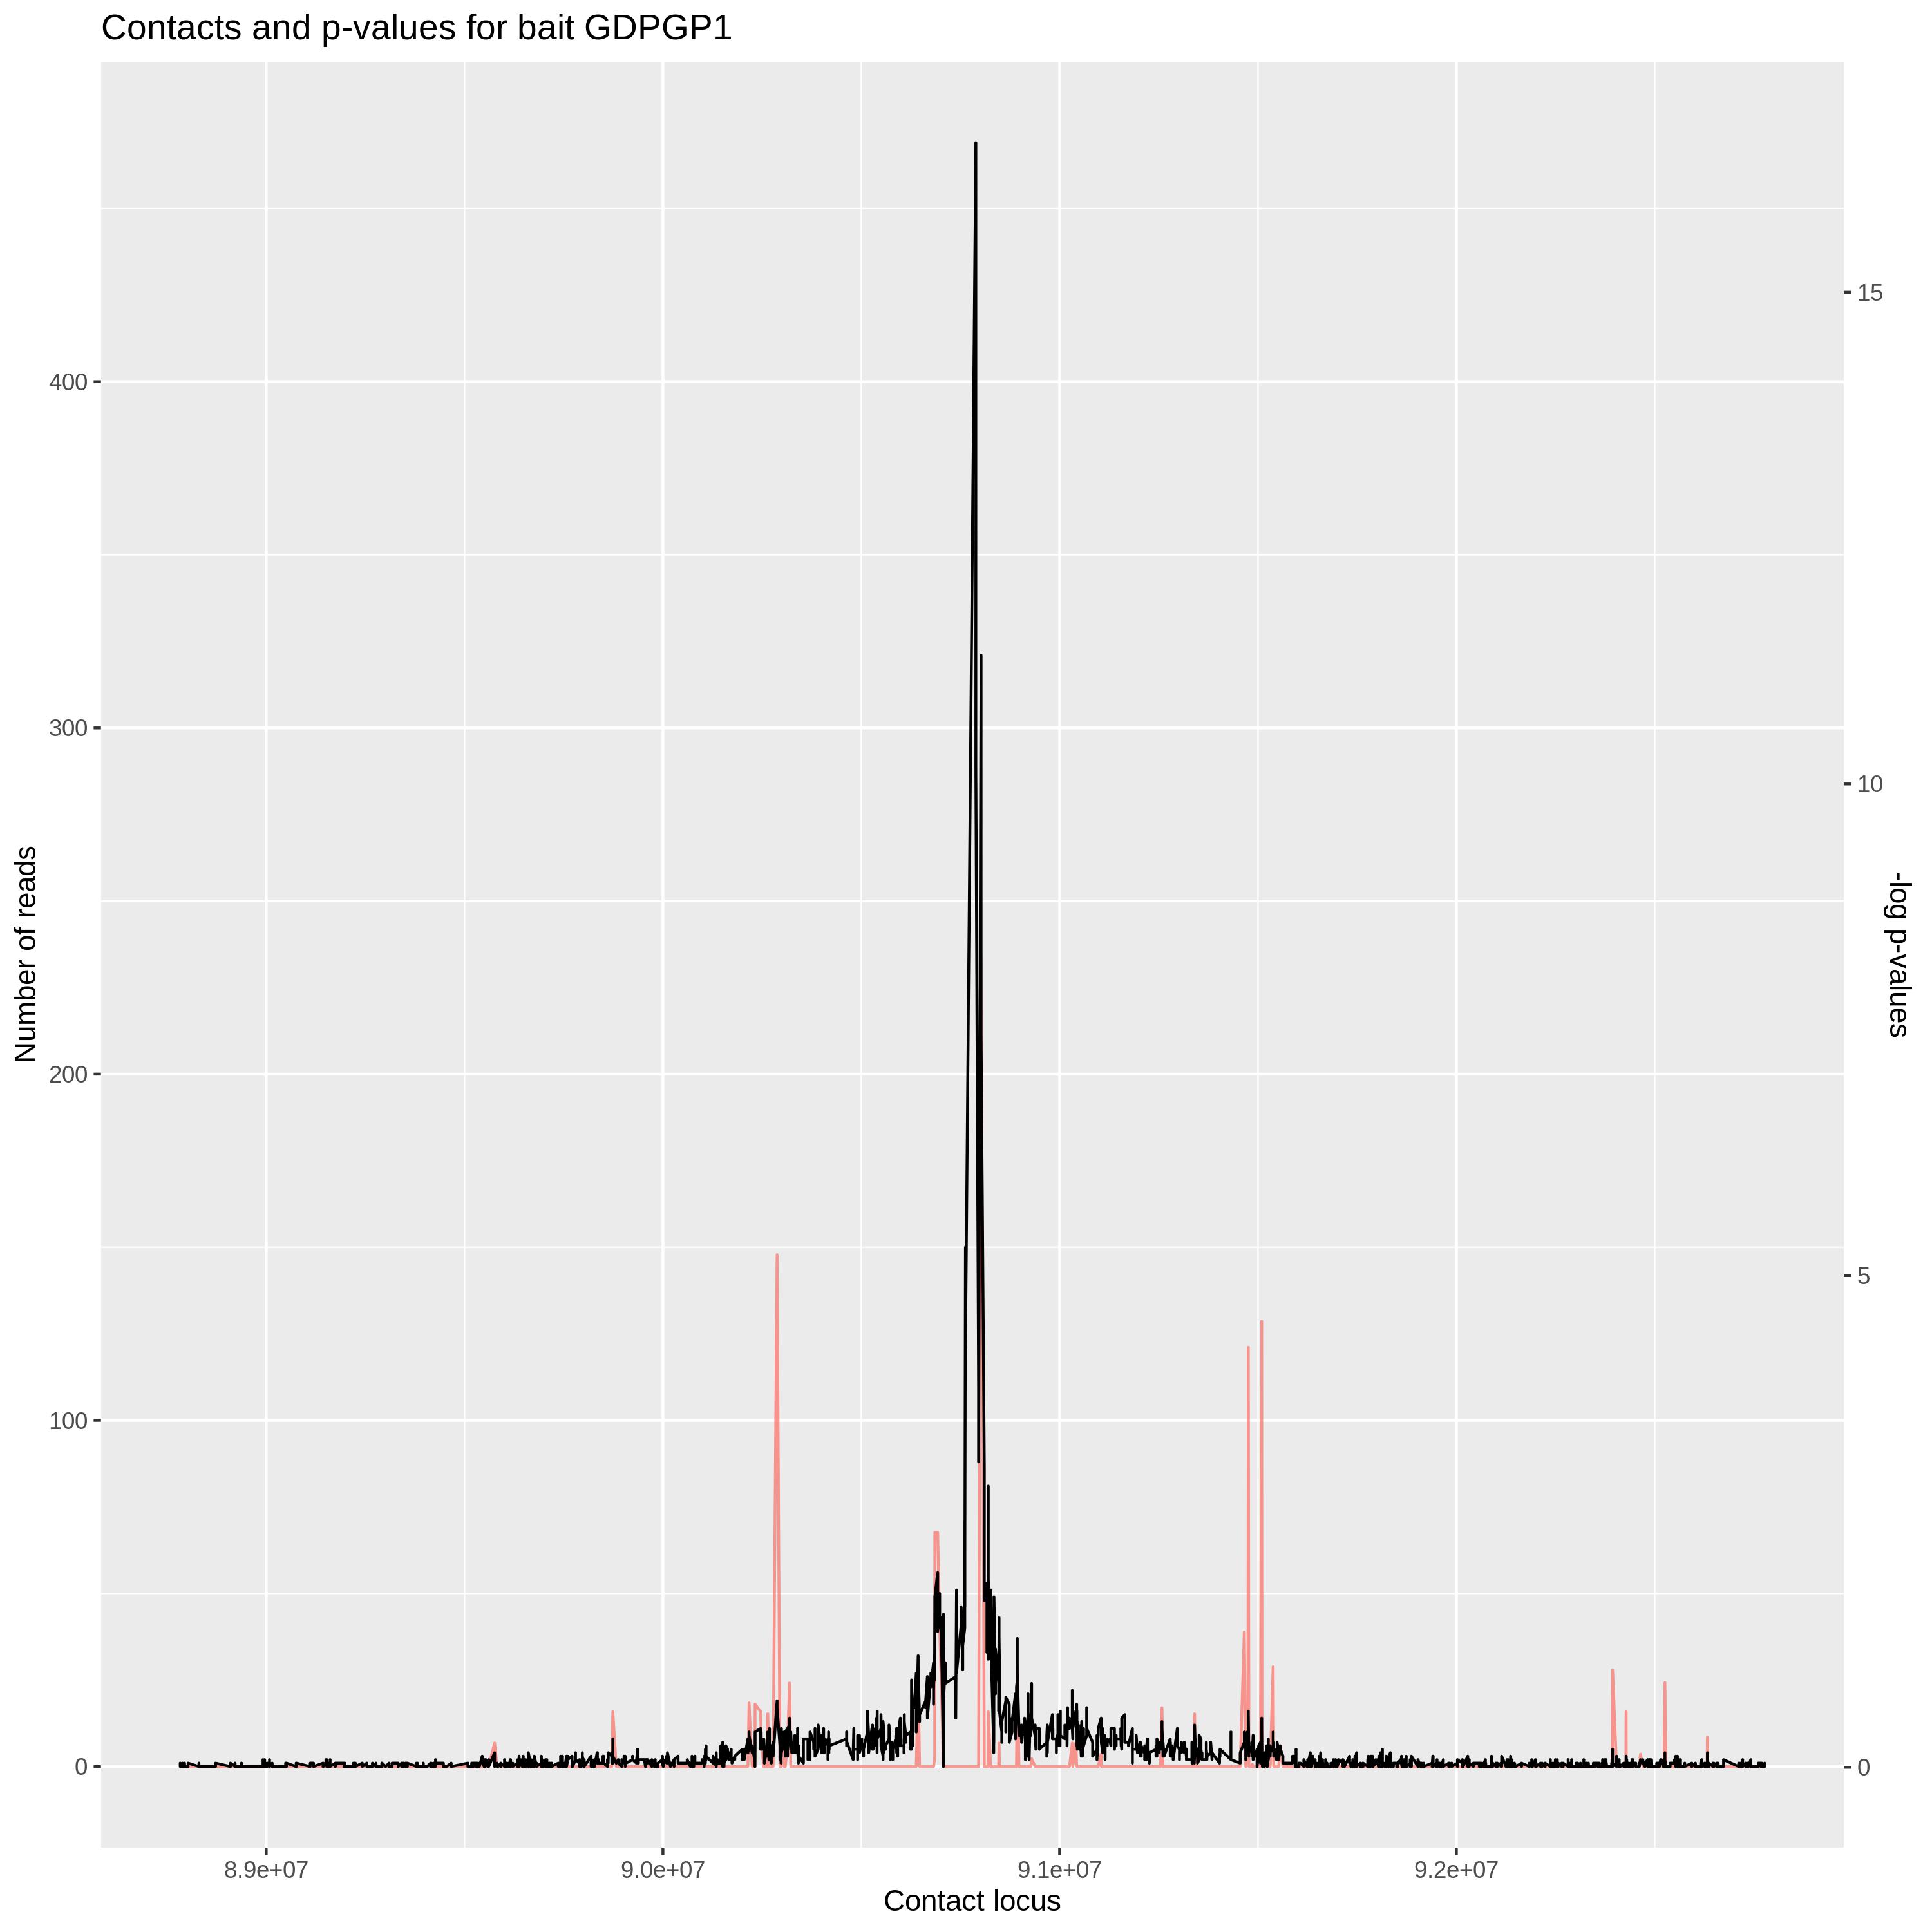 Contacts and p-values for bait GDPGP1
Number of reads
400
300
200
100
0
15
10
5
0
-log p-values
8.9e+07
9.0e+07
9.1e+07
9.2e+07
Contact locus